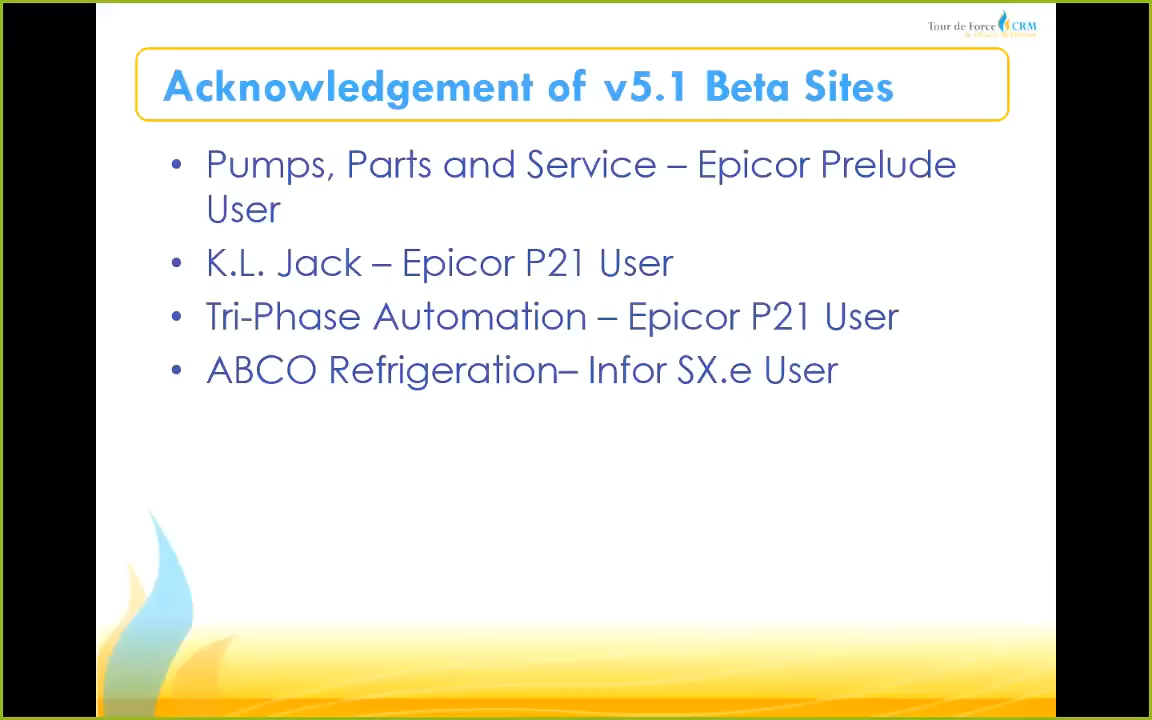 Tour de Force CRM
Acknowledgement of v5.1 Beta Sites
• Pumps, Parts and Service – Epicor Prelude
User
• K.L. Jack – Epicor P21 User
• Tri-Phase Automation – Epicor P21 User
• ABCO Refrigeration– Infor SX.e User